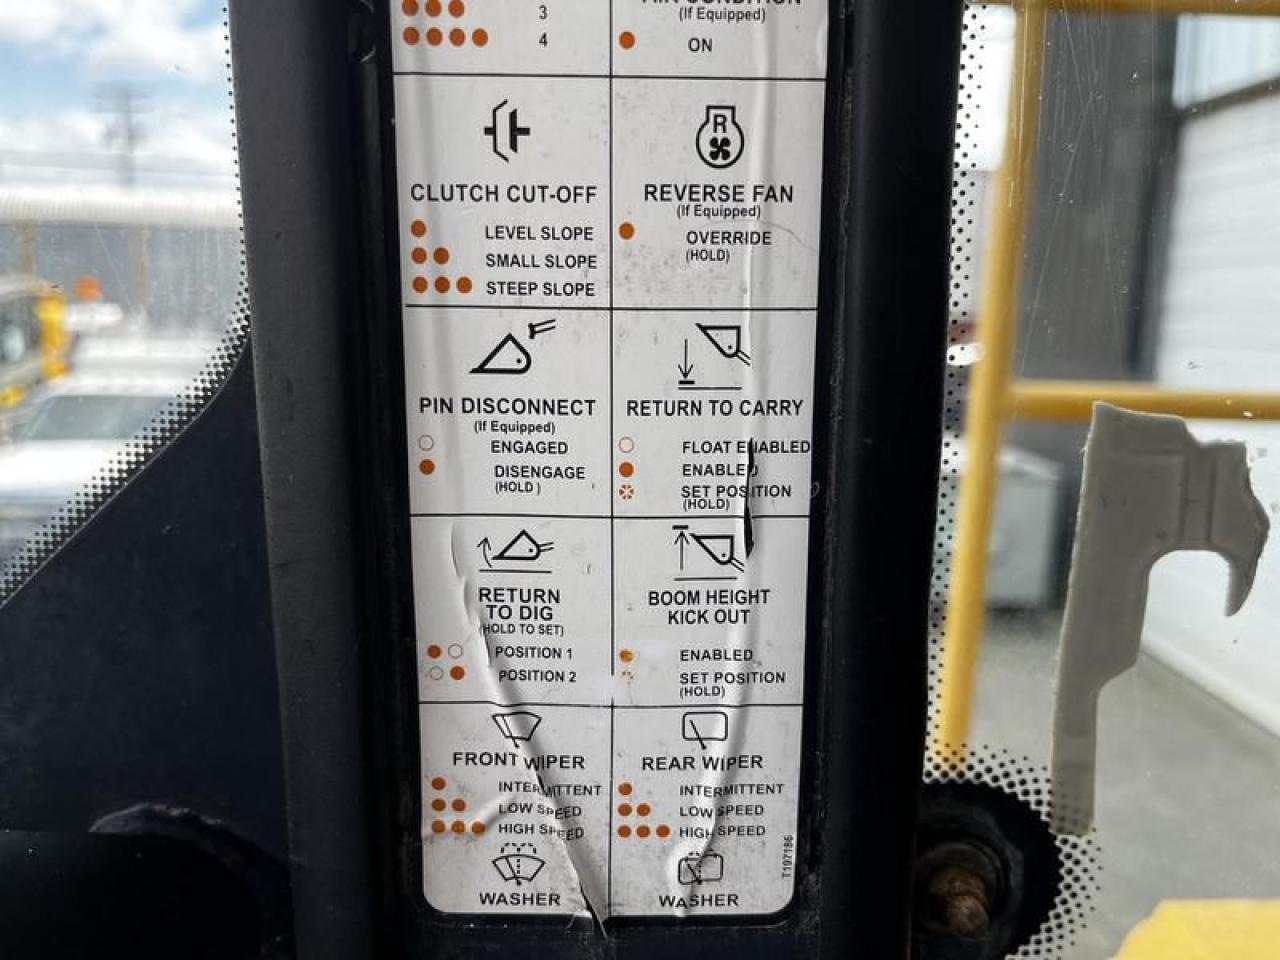 3
4
AIR CONDITION
(If Equipped)
ON
CLUTCH CUT-OFF
LEVEL SLOPE
SMALL SLOPE
STEEP SLOPE
R
REVERSE FAN
(If Equipped)
OVERRIDE
(HOLD)
PIN DISCONNECT
(If Equipped)
ENGAGED
DISENGAGE
(HOLD )
RETURN TO CARRY
FLOAT ENABLED
ENABLED
SET POSITION
(HOLD)
RETURN
TO DIG
(HOLD TO SET)
POSITION 1
POSITION 2
BOOM HEIGHT
KICK OUT
ENABLED
SET POSITION
(HOLD)
FRONT WIPER
INTERMITTENT
LOW SPEED
HIGH SPEED
WASHER
REAR WIPER
INTERMITTENT
LOW SPEED
HIGH SPEED
WASHER
T197186